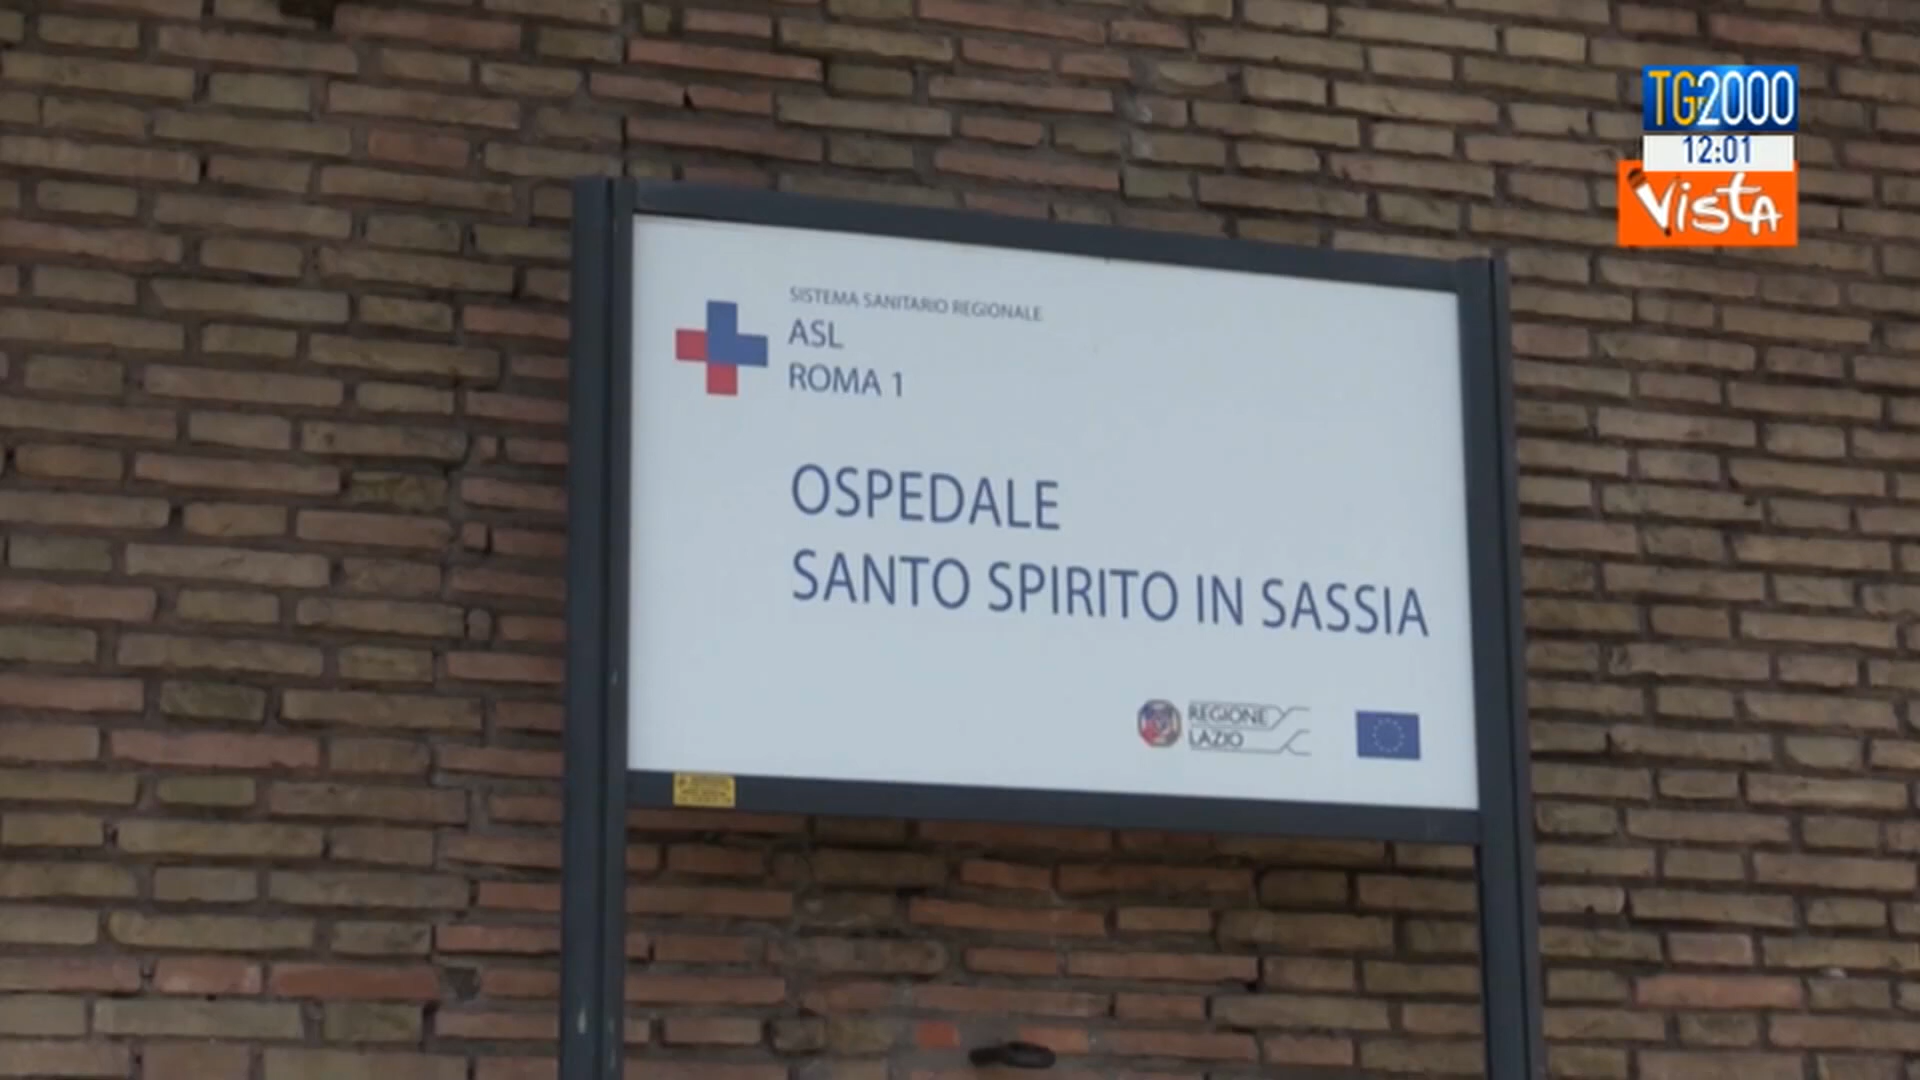 TG2000
12:01
Vista
SISTEMA SANITARIO REGIONALE
ASL
ROMA 1
OSPEDALE
SANTO SPIRITO IN SASSIA
REGIONE
LAZIO